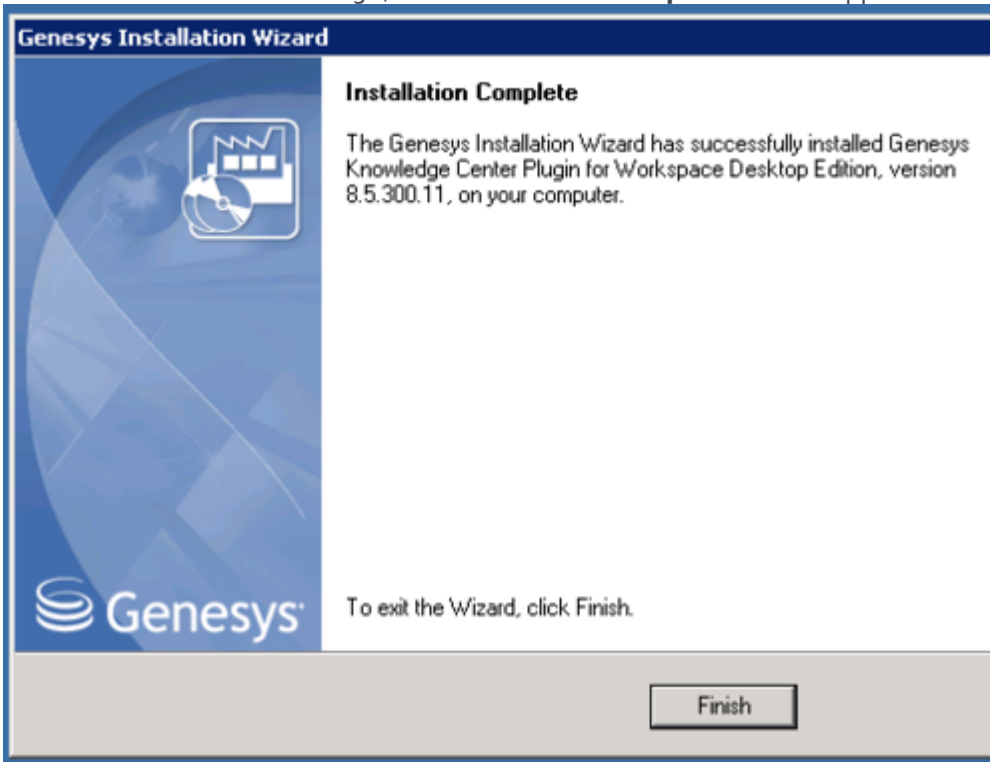 Genesys Installation Wizard
Installation Complete
The Genesys Installation Wizard has successfully installed Genesys
Knowledge Center Plugin for Workspace Desktop Edition, version
8.5.300.11, on your computer.
Genesys
To exit the Wizard, click Finish.
Finish